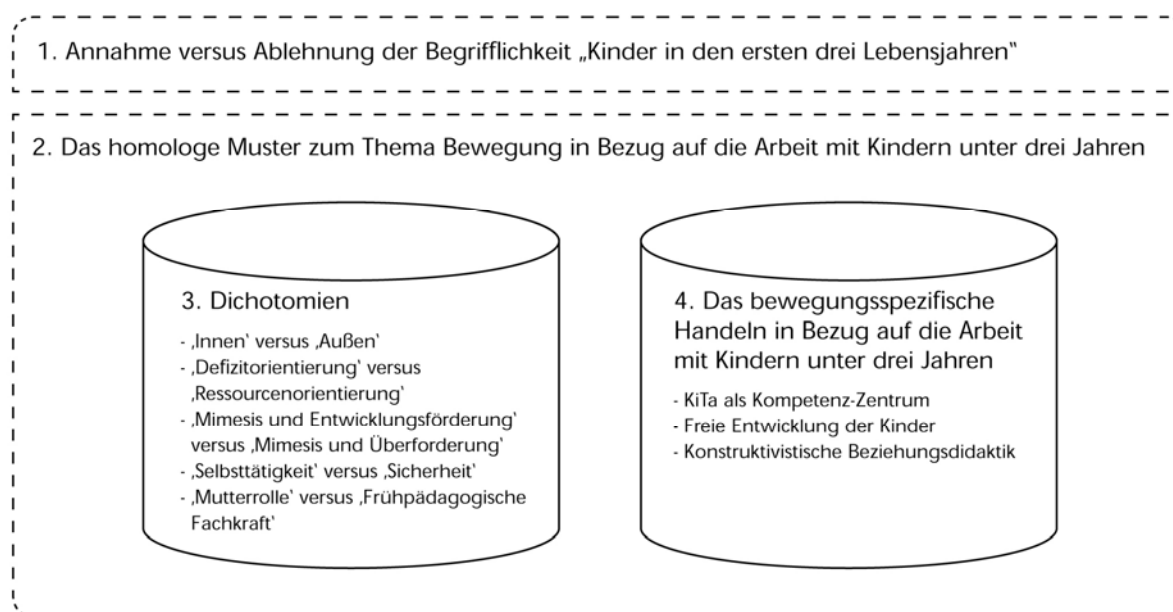 1. Annahme versus Ablehnung der Begrifflichkeit „Kinder in den ersten drei Lebensjahren“
2. Das homologe Muster zum Thema Bewegung in Bezug auf die Arbeit mit Kindern unter drei Jahren
3. Dichotomien
- ‚Innen‘ versus ‚Außen‘
- ‚Defizitorientierung‘ versus
‚Ressourcenorientierung‘
- ‚Mimesis und Entwicklungsförderung‘
versus ‚Mimesis und Überforderung‘
- ‚Selbsttätigkeit‘ versus ‚Sicherheit‘
- ‚Mutterrolle‘ versus ‚Frühpädagogische
Fachkraft‘
4. Das bewegungsspezifische
Handeln in Bezug auf die Arbeit
mit Kindern unter drei Jahren
- KiTa als Kompetenz-Zentrum
- Freie Entwicklung der Kinder
- Konstruktivistische Beziehungsdidaktik